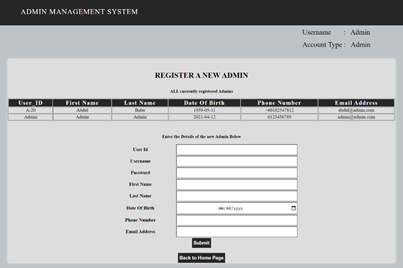 ADMIN MANAGEMENT SYSTEM
Username : Admin
Account Type : Admin
REGISTER A NEW ADMIN
ALL currently registered Admins
User_ID First Name Last Name Date Of Birth Phone Number Email Address
A-20 Abdul Babu 1959-05-11 +60182547812 abdul@admin.com
Admin Admin Admin 2021-04-12 0123456789 admin@admin.com
Enter the Details of the new Admin Below
User Id
Username
Password
First Name
Last Name
Date Of Birth mm/dd/yyyy
Phone Number
Email Address
Submit
Back to Home Page